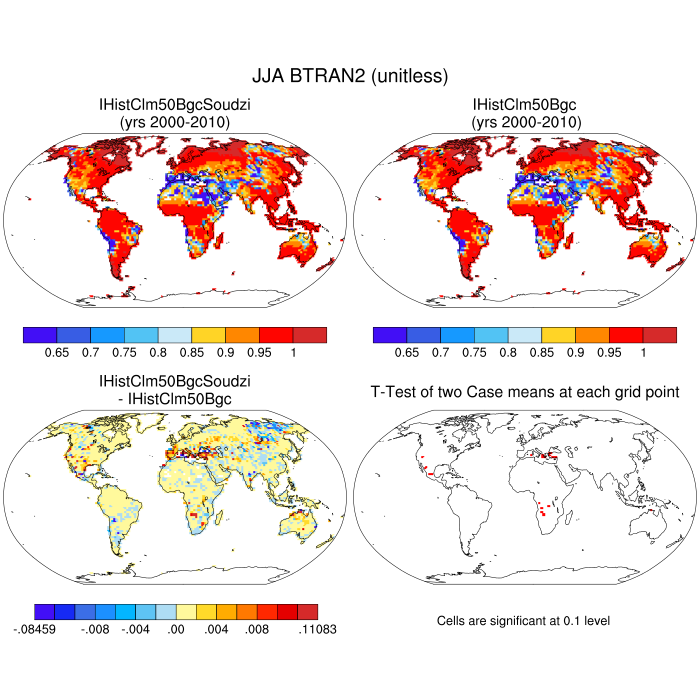 JJA BTRAN2 (unitless)
IHistClm50BgcSoudzi
(yrs 2000-2010)
IHistClm50Bgc
(yrs 2000-2010)
0.65 0.7 0.75 0.8 0.85 0.9 0.95 1
0.65 0.7 0.75 0.8 0.85 0.9 0.95 1
IHistClm50BgcSoudzi
- IHistClm50Bgc
T-Test of two Case means at each grid point
-.08459 -.008 -.004 .00 .004 .008 .11083
Cells are significant at 0.1 level